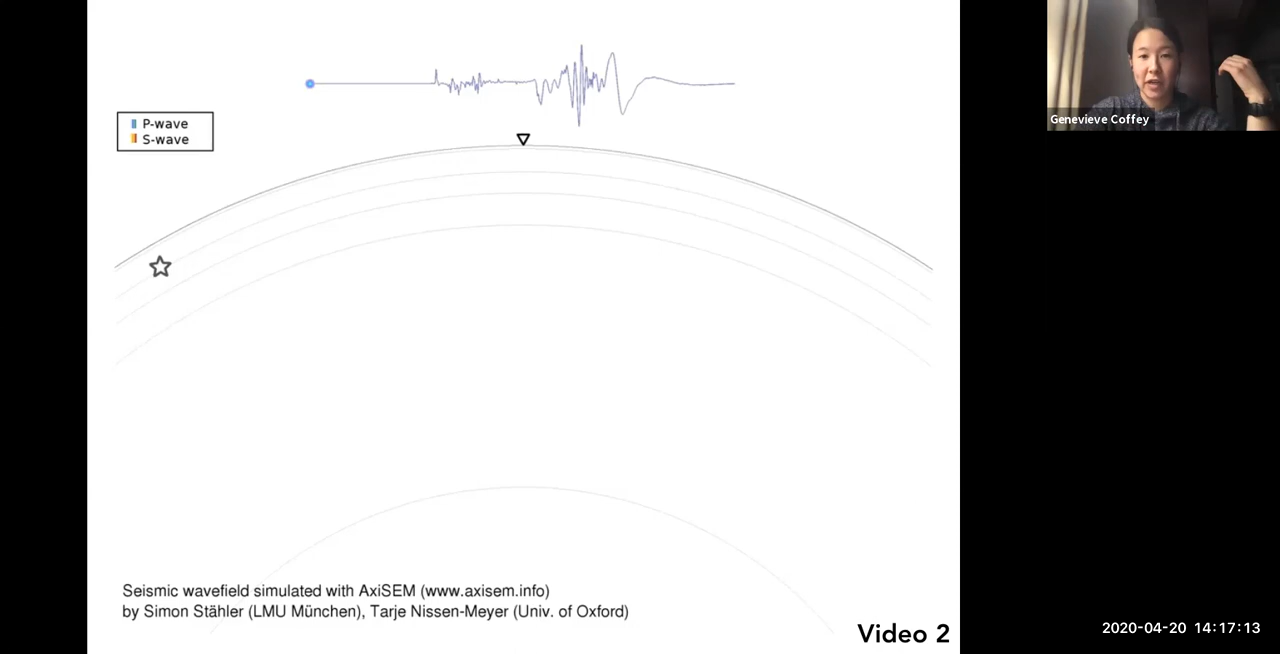 P-wave
S-wave
Genevieve Coffey
Seismic wavefield simulated with AxiSEM (www.axisem.info)
by Simon Stähler (LMU München), Tarje Nissen-Meyer (Univ. of Oxford)
Video 2
2020-04-20 14:17:13